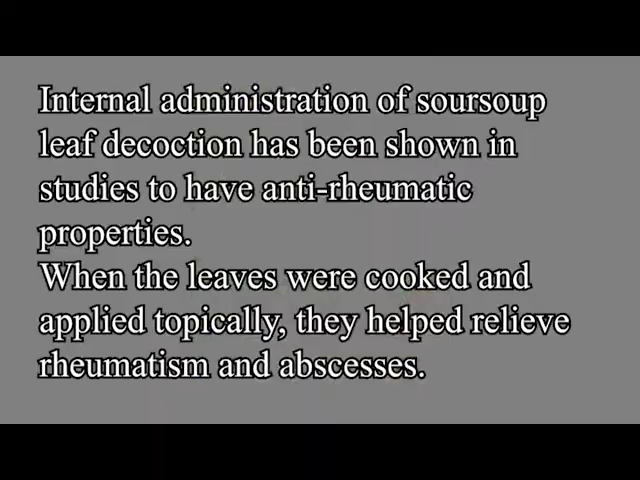 Internal administration of soursoup
leaf decoction has been shown in
studies to have anti-rheumatic
properties.
When the leaves were cooked and
applied topically, they helped relieve
rheumatism and abscesses.